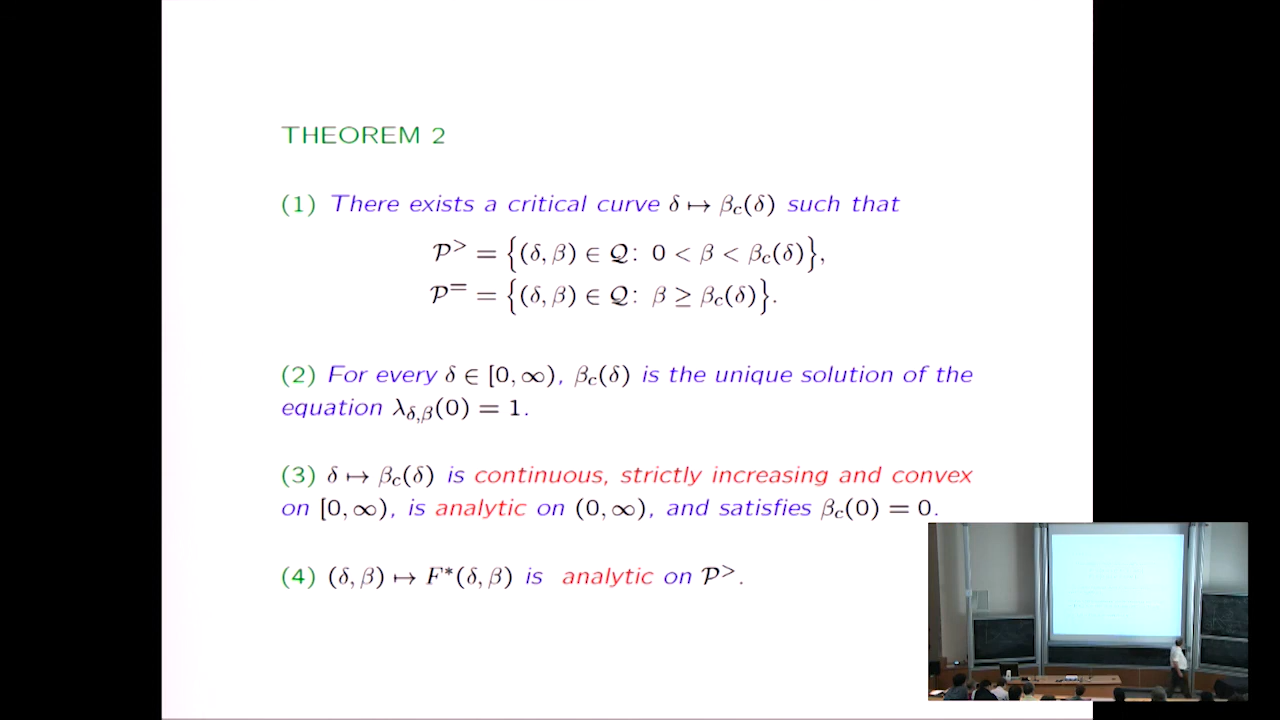 THEOREM 2
(1) There exists a critical curve δ ↦ β_c(δ) such that
𝒫^> = {(δ, β) ∈ 𝒬: 0 < β < β_c(δ)},
𝒫^= = {(δ, β) ∈ 𝒬: β ≥ β_c(δ)}.
(2) For every δ ∈ [0, ∞), β_c(δ) is the unique solution of the
equation λ_{δ,β}(0) = 1.
(3) δ ↦ β_c(δ) is continuous, strictly increasing and convex
on [0, ∞), is analytic on (0, ∞), and satisfies β_c(0) = 0.
(4) (δ, β) ↦ F*(δ, β) is analytic on 𝒫^>.